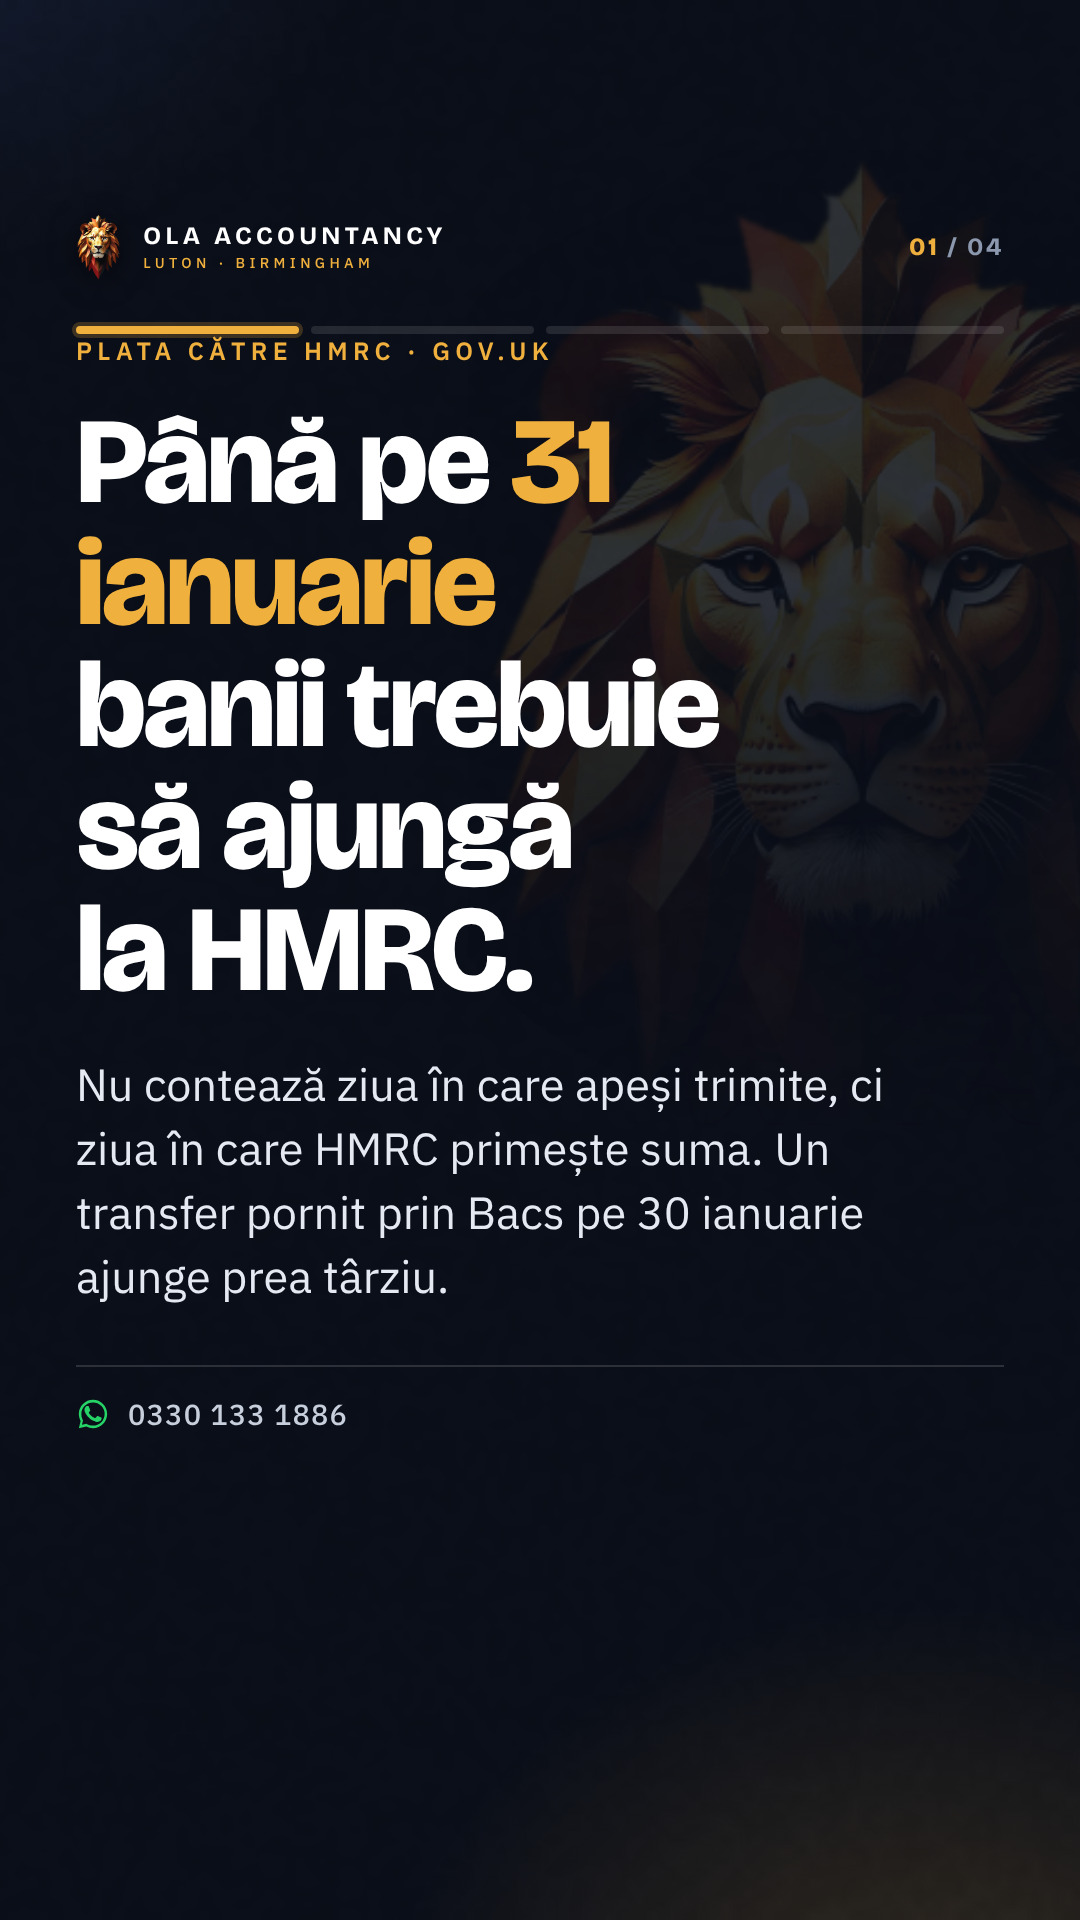 OLA ACCOUNTANCY
LUTON · BIRMINGHAM
01 / 04
PLATA CĂTRE HMRC · GOV.UK
Până pe 31
ianuarie
banii trebuie
să ajungă
la HMRC.
Nu contează ziua în care apeși trimite, ci
ziua în care HMRC primește suma. Un
transfer pornit prin Bacs pe 30 ianuarie
ajunge prea târziu.
0330 133 1886